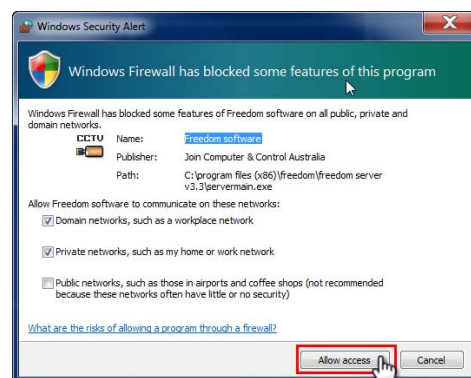 Windows Security Alert
Windows Firewall has blocked some features of this program
Windows Firewall has blocked some features of Freedom software on all public, private and
domain networks.
CCTV
Name: Freedom software
Publisher: Join Computer & Control Australia
Path: C:\program files (x86)\freedom\freedom server
v3.3\servermain.exe
Allow Freedom software to communicate on these networks:
Domain networks, such as a workplace network
Private networks, such as my home or work network
Public networks, such as those in airports and coffee shops (not recommended
because these networks often have little or no security)
What are the risks of allowing a program through a firewall?
Allow access
Cancel